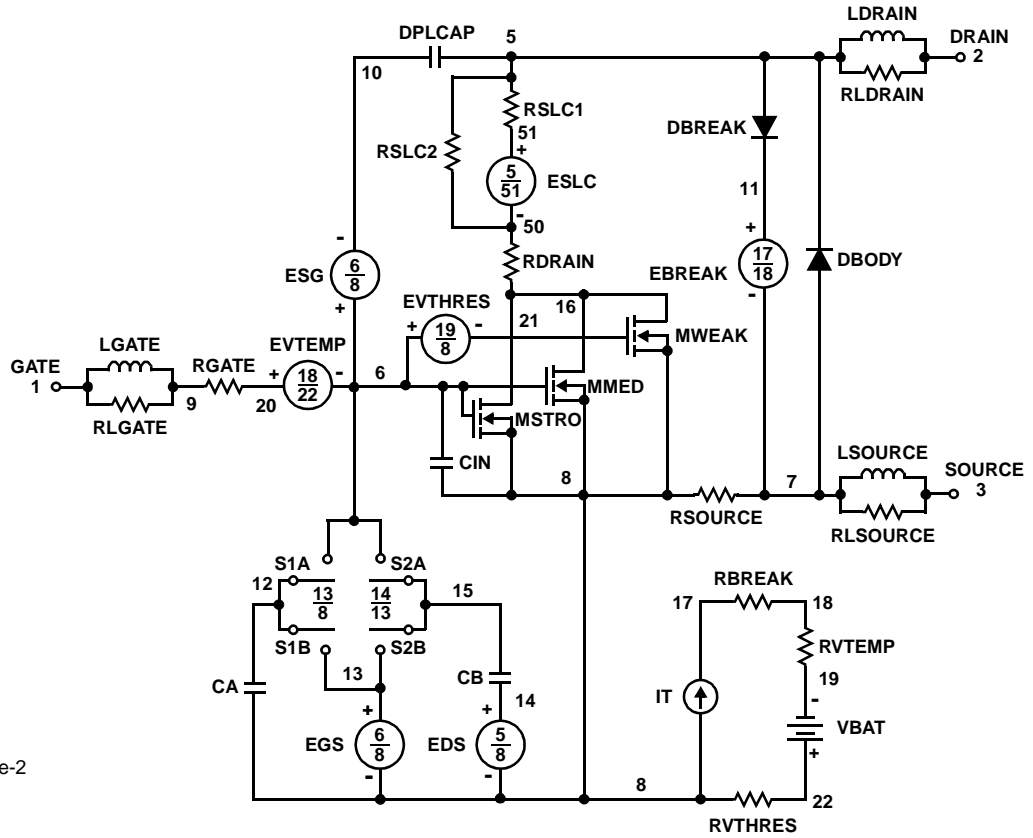 LDRAIN
DPLCAP
5
DRAIN
2
10
RLDRAIN
RSLC1
51
+
DBREAK
RSLC2
5
51
ESLC
-
50
11
-
+
ESG
6
8
+
RDRAIN
EBREAK
17
18
-
DBODY
EVTHRES
16
21
+
19
8
-
MWEAK
LGATE
EVTEMP
GATE
1
RGATE
+
18
22
-
6
MMED
9
20
RLGATE
MSTRO
CIN
8
7
LSOURCE
SOURCE
3
RSOURCE
RLSOURCE
S1A
S2A
12
13
8
14
13
15
RBREAK
17
18
S1B
S2B
RVTEMP
13
CB
19
CA
14
IT
-
+
+
VBAT
EGS
6
8
EDS
5
8
+
-
-
8
22
RVTHRES
e-2